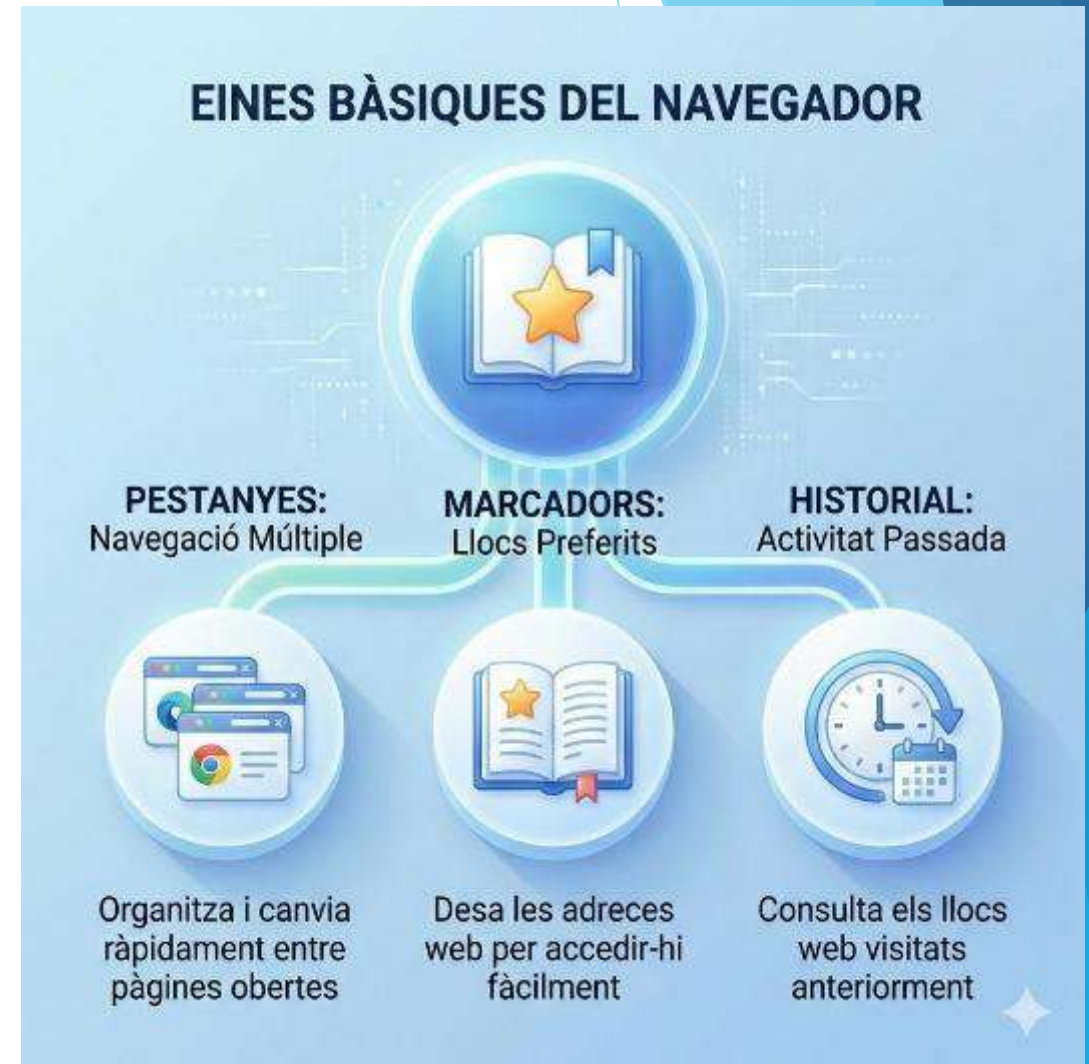 EINES BÀSIQUES DEL NAVEGADOR
PESTANYES:
Navegació Múltiple
MARCADORS:
Llocs Preferits
HISTORIAL:
Activitat Passada
Organitza i canvia
ràpidament entre
pàgines obertes
Desa les adreces
web per accedir-hi
fàcilment
Consulta els llocs
web visitats
anteriorment